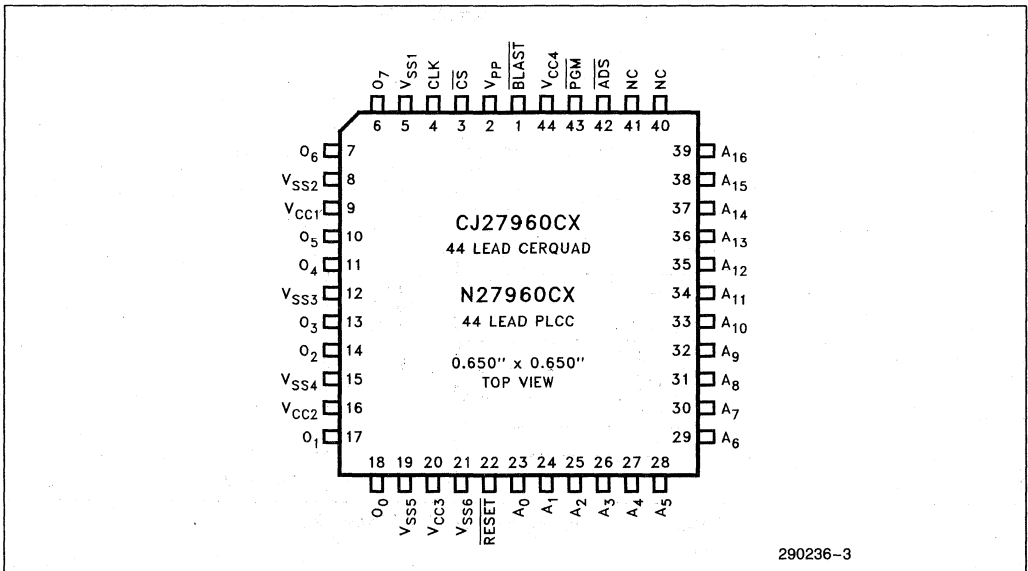 O7 VSS1 CLK CS VPP BLAST VCC4 PGM ADS NC NC
6 5 4 3 2 1 44 43 42 41 40
O6 7
VSS2 8
VCC1 9
O5 10
O4 11
VSS3 12
O3 13
O2 14
VSS4 15
VCC2 16
O1 17
CJ27960CX
44 LEAD CERQUAD
N27960CX
44 LEAD PLCC
0.650" x 0.650"
TOP VIEW
39 A16
38 A15
37 A14
36 A13
35 A12
34 A11
33 A10
32 A9
31 A8
30 A7
29 A6
18 19 20 21 22 23 24 25 26 27 28
O0 VSS5 VCC3 VSS6 RESET A0 A1 A2 A3 A4 A5
290236-3